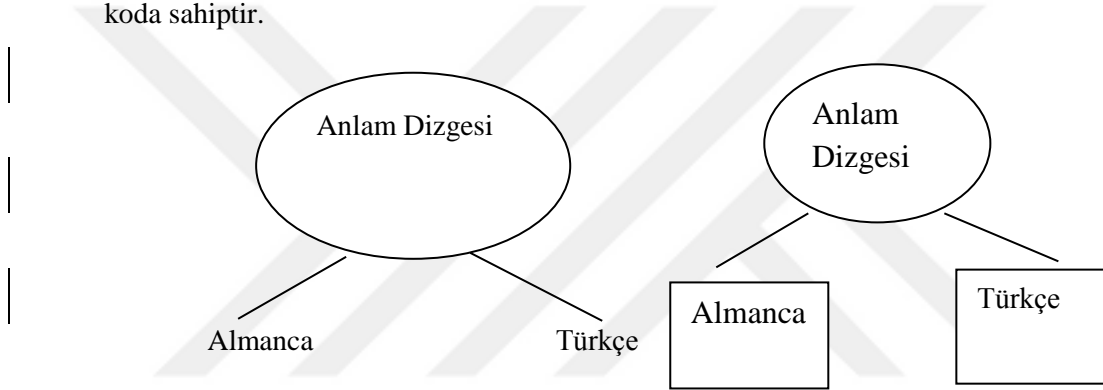 koda sahiptir.
Anlam Dizgesi
Almanca
Türkçe
Anlam
Dizgesi
Almanca
Türkçe